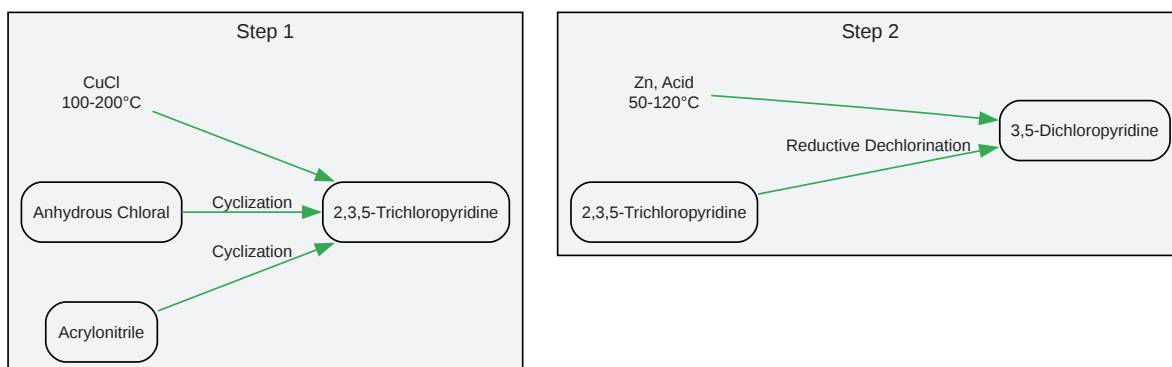 Step 1
CuCl
100-200°C
Anhydrous Chloral
Cyclization
2,3,5-Trichloropyridine
Cyclization
Acrylonitrile
Step 2
Zn, Acid
50-120°C
3,5-Dichloropyridine
Reductive Dechlorination
2,3,5-Trichloropyridine